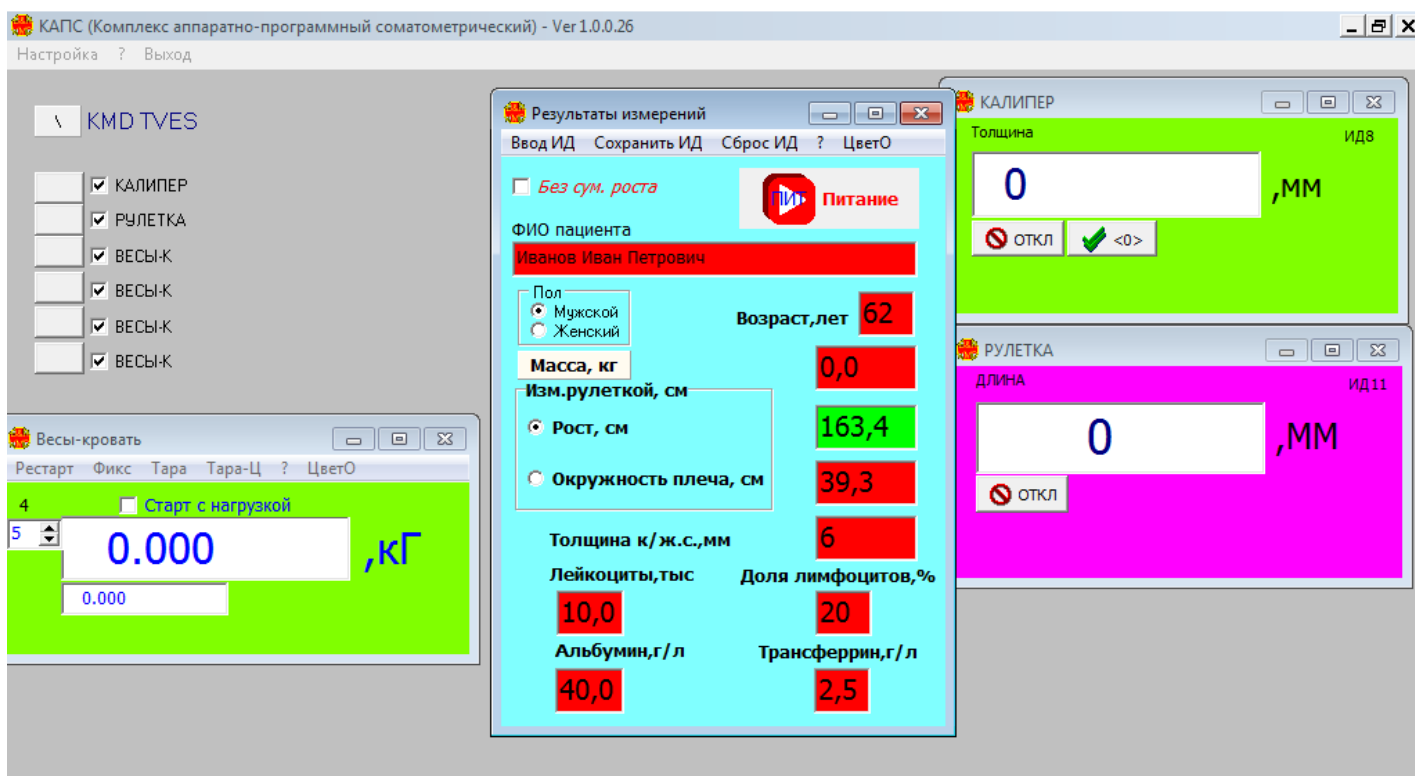 КАПС (Комплекс аппаратно-программный соматометрический) - Ver 1.0.0.26
Настройка ? Выход
\ KMD TVES
КАЛИПЕР
РУЛЕТКА
ВЕСЫ-К
ВЕСЫ-К
ВЕСЫ-К
ВЕСЫ-К
Весы-кровать
Рестарт Фикс Тара Тара-Ц ? ЦветО
4 Старт с нагрузкой
5 0.000 ,кГ
0.000
Результаты измерений
Ввод ИД Сохранить ИД Сброс ИД ? ЦветО
Без сум. роста
ПИТ Питание
ФИО пациента
Иванов Иван Петрович
Пол
Мужской
Женский
Возраст,лет 62
Масса, кг 0,0
Изм.рулеткой, см
Рост, см 163,4
Окружность плеча, см 39,3
Толщина к/ж.с.,мм 6
Лейкоциты,тыс Доля лимфоцитов,%
10,0 20
Альбумин,г/л Трансферрин,г/л
40,0 2,5
КАЛИПЕР
Толщина ИД8
0 ,мм
ОТКЛ <0>
РУЛЕТКА
ДЛИНА ИД11
0 ,ММ
ОТКЛ